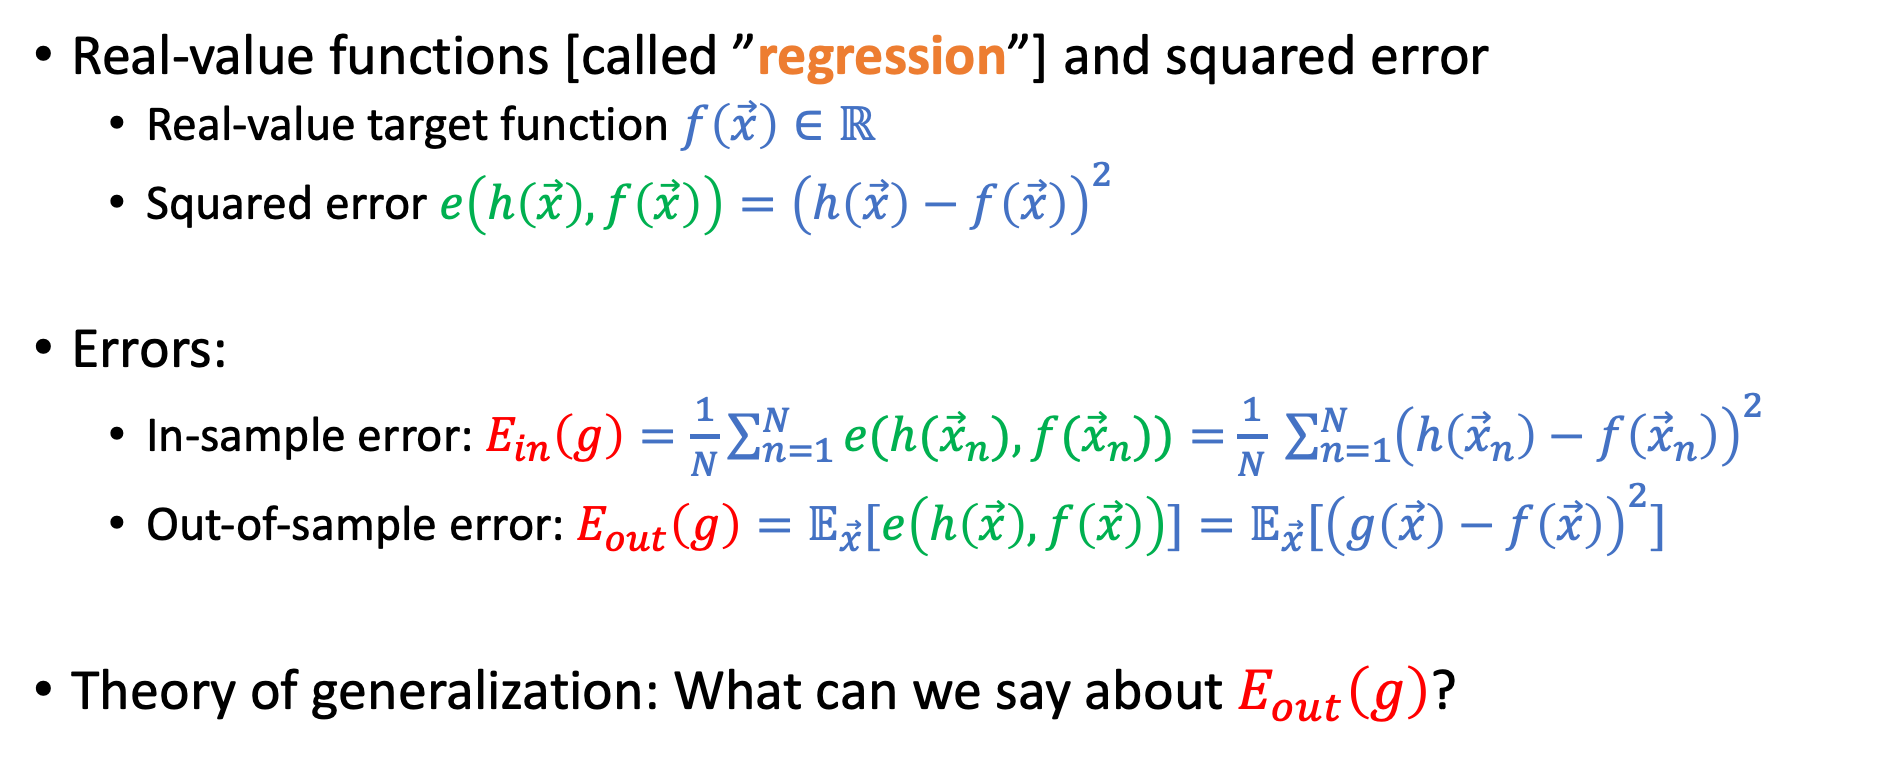 • Real-value functions [called ”regression”] and squared error
• Real-value target function f(x⃗) ∈ ℝ
• Squared error e(h(x⃗), f(x⃗)) = (h(x⃗) − f(x⃗))²
• Errors:
• In-sample error: E_in(g) = 1/N ∑_{n=1}^{N} e(h(x⃗_n), f(x⃗_n)) = 1/N ∑_{n=1}^{N} (h(x⃗_n) − f(x⃗_n))²
• Out-of-sample error: E_out(g) = 𝔼_x⃗[e(h(x⃗), f(x⃗))] = 𝔼_x⃗[(g(x⃗) − f(x⃗))²]
• Theory of generalization: What can we say about E_out(g)?